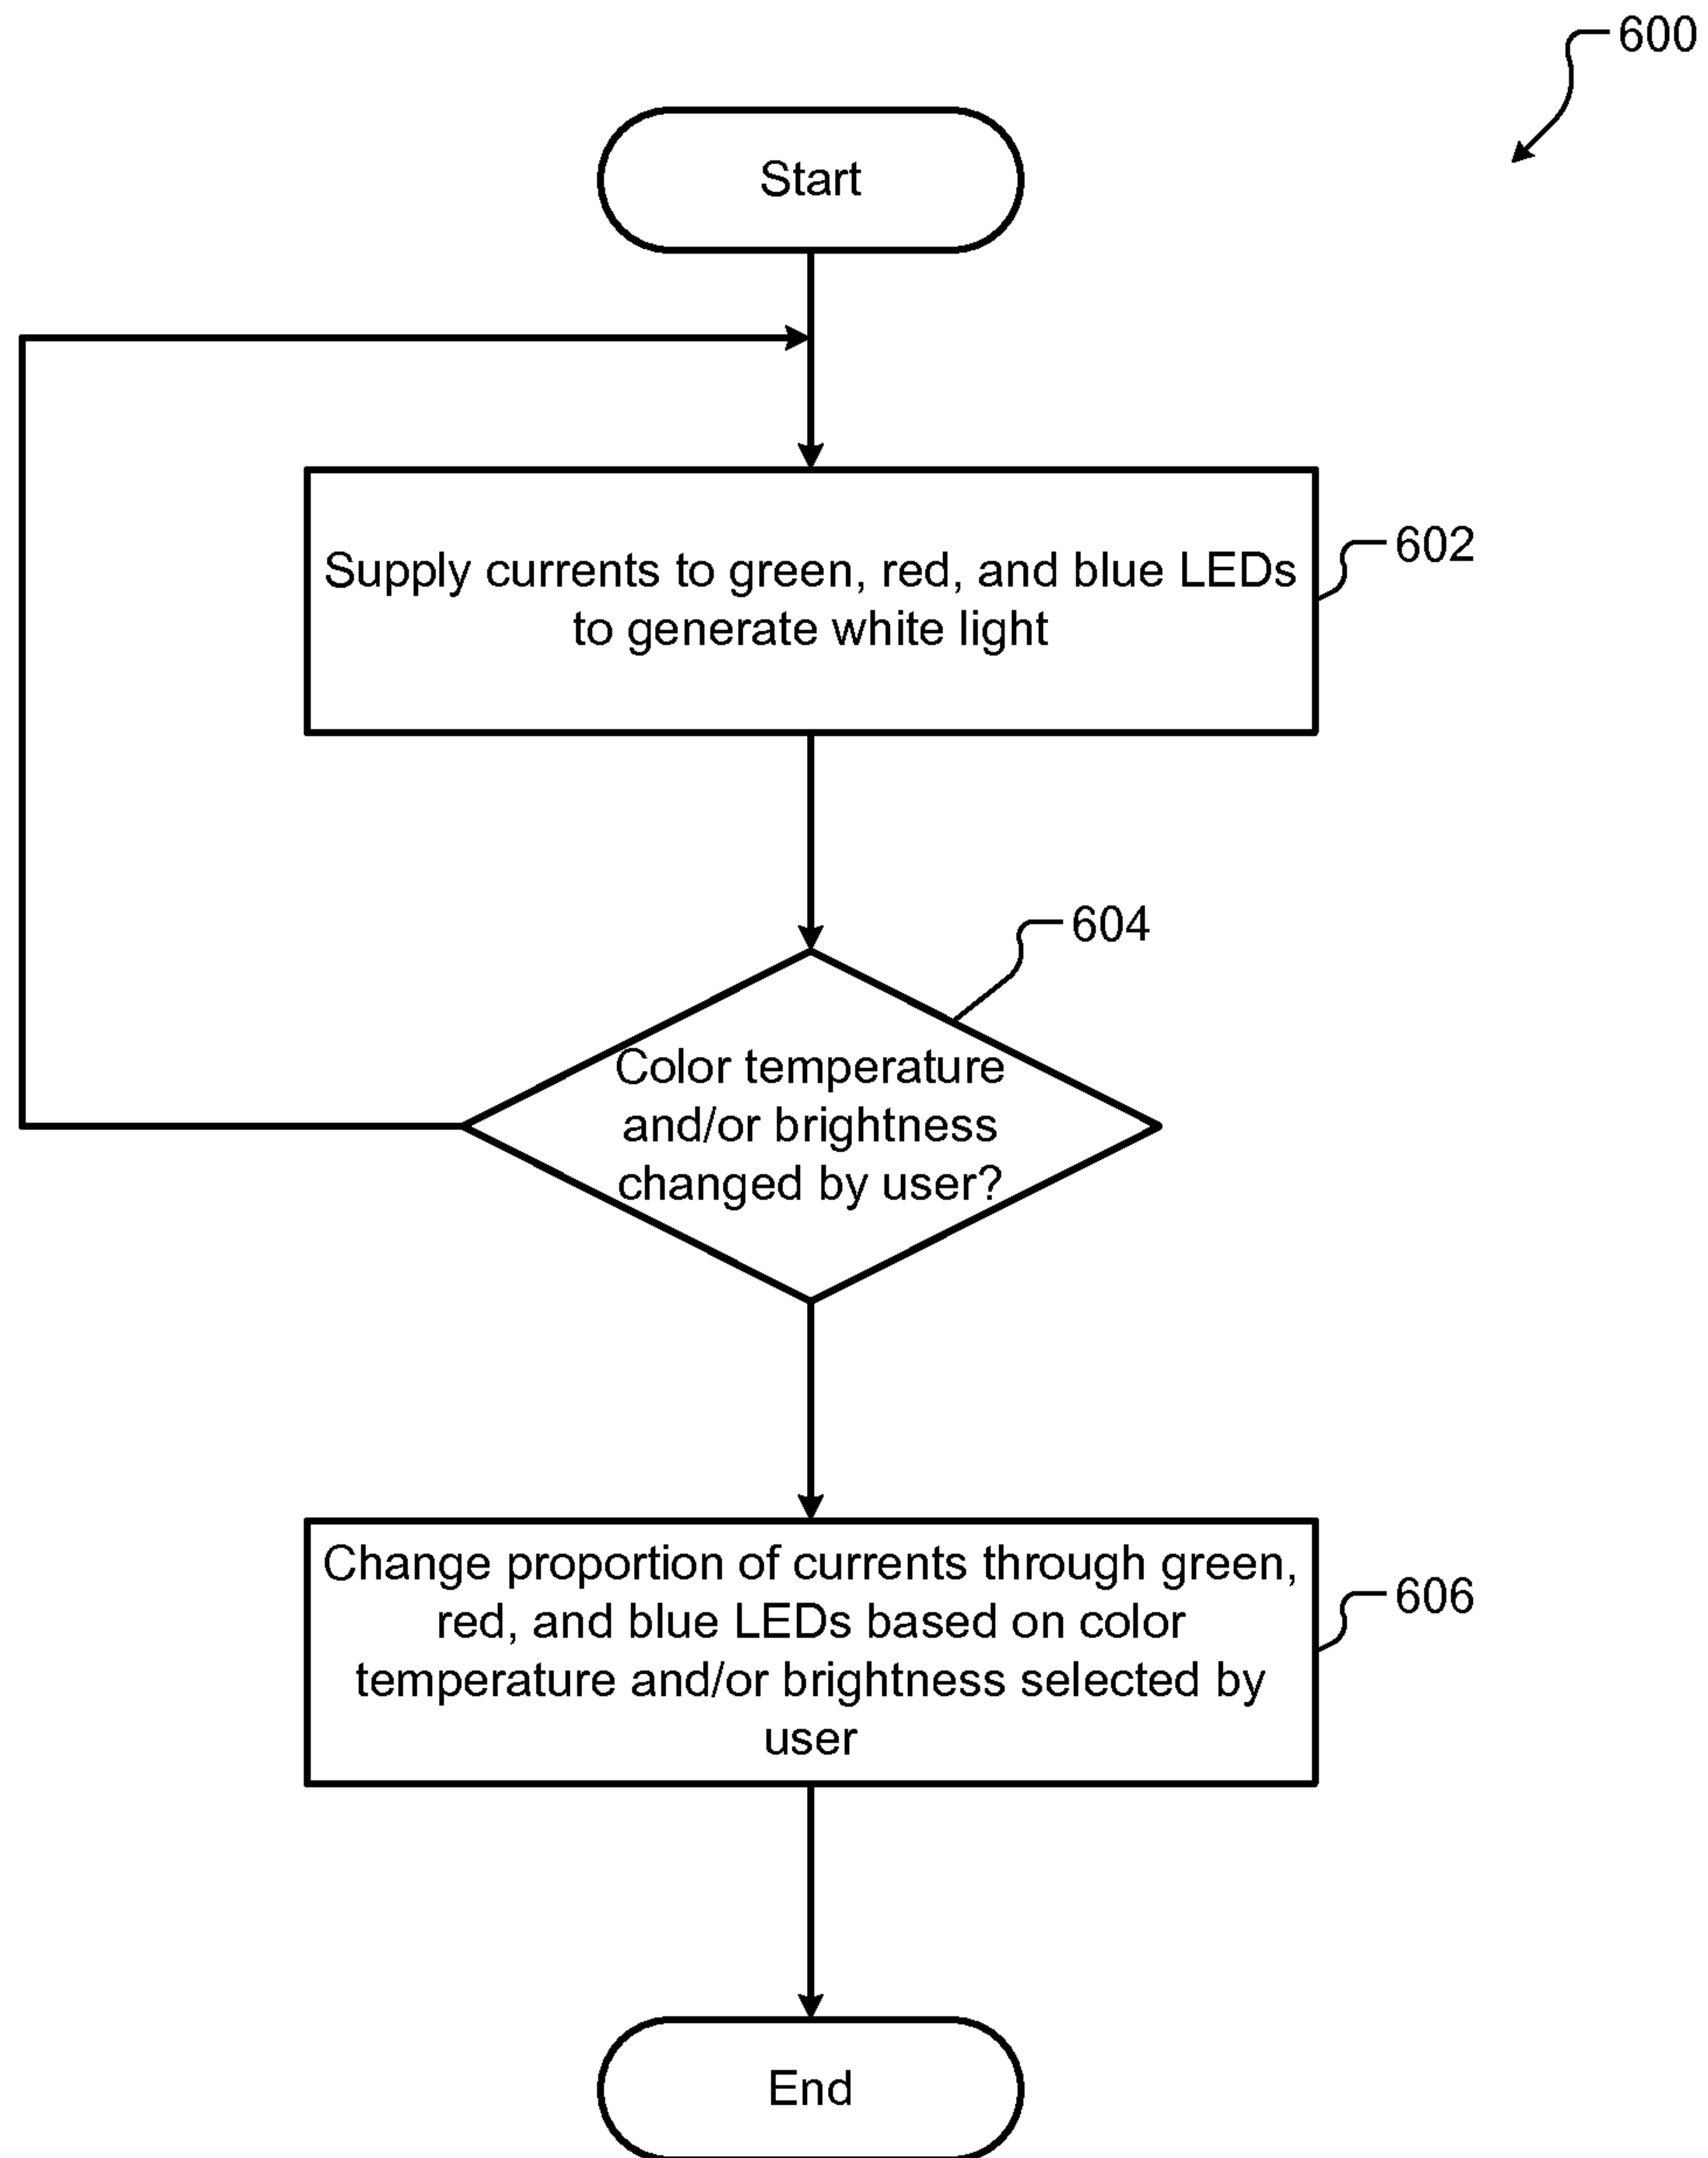 600
Start
Supply currents to green, red, and blue LEDs
to generate white light
602
604
Color temperature
and/or brightness
changed by user?
Change proportion of currents through green,
red, and blue LEDs based on color
temperature and/or brightness selected by
user
606
End